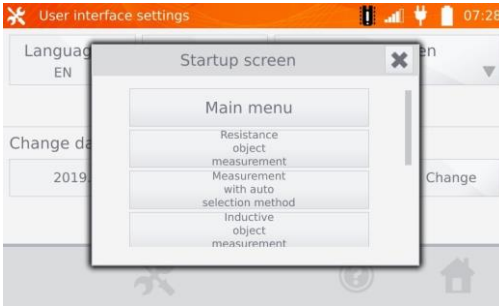 User interface settings
07:28
Languag
en
EN
Startup screen
Main menu
Resistance
object
measurement
Measurement
with auto
selection method
Inductive
object
measurement
Change da
2019.
Change